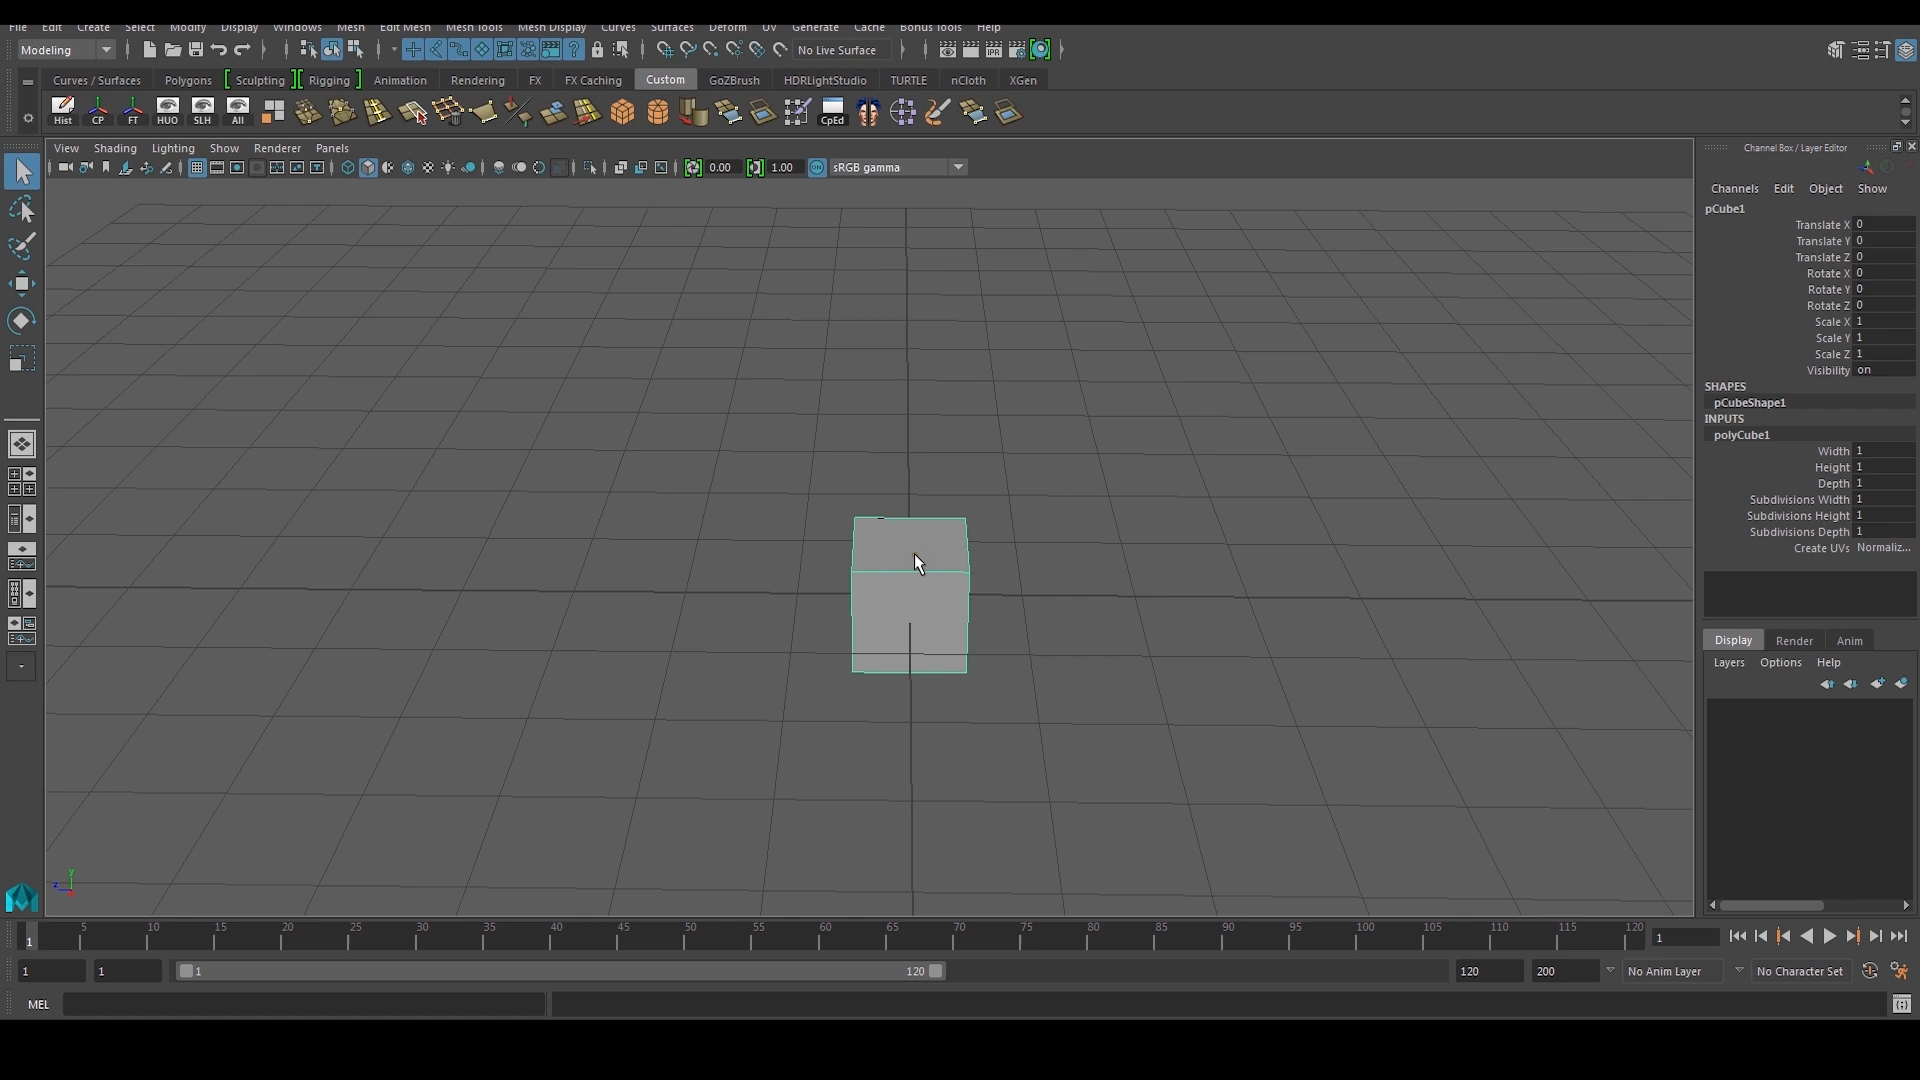 File Edit Create Select Modify Display Windows Mesh Edit Mesh Mesh Tools Mesh Display Curves Surfaces Deform UV Generate Cache Bonus Tools Help
Modeling No Live Surface
Curves / Surfaces Polygons Sculpting Rigging Animation Rendering FX FX Caching Custom GoZBrush HDRLightStudio TURTLE nCloth XGen
IPR
Hist CP FT HUO SLH All CpEd
View Shading Lighting Show Renderer Panels
0.00 1.00 ON sRGB gamma
Channel Box / Layer Editor
Channels Edit Object Show
pCube1
Translate X 0
Translate Y 0
Translate Z 0
Rotate X 0
Rotate Y 0
Rotate Z 0
Scale X 1
Scale Y 1
Scale Z 1
Visibility on
SHAPES
pCubeShape1
INPUTS
polyCube1
Width 1
Height 1
Depth 1
Subdivisions Width 1
Subdivisions Height 1
Subdivisions Depth 1
Create UVs Normaliz...
Display Render Anim
Layers Options Help
y
z
1 5 10 15 20 25 30 35 40 45 50 55 60 65 70 75 80 85 90 95 100 105 110 115 120 1
1 1 1 120 120 200 No Anim Layer No Character Set
MEL